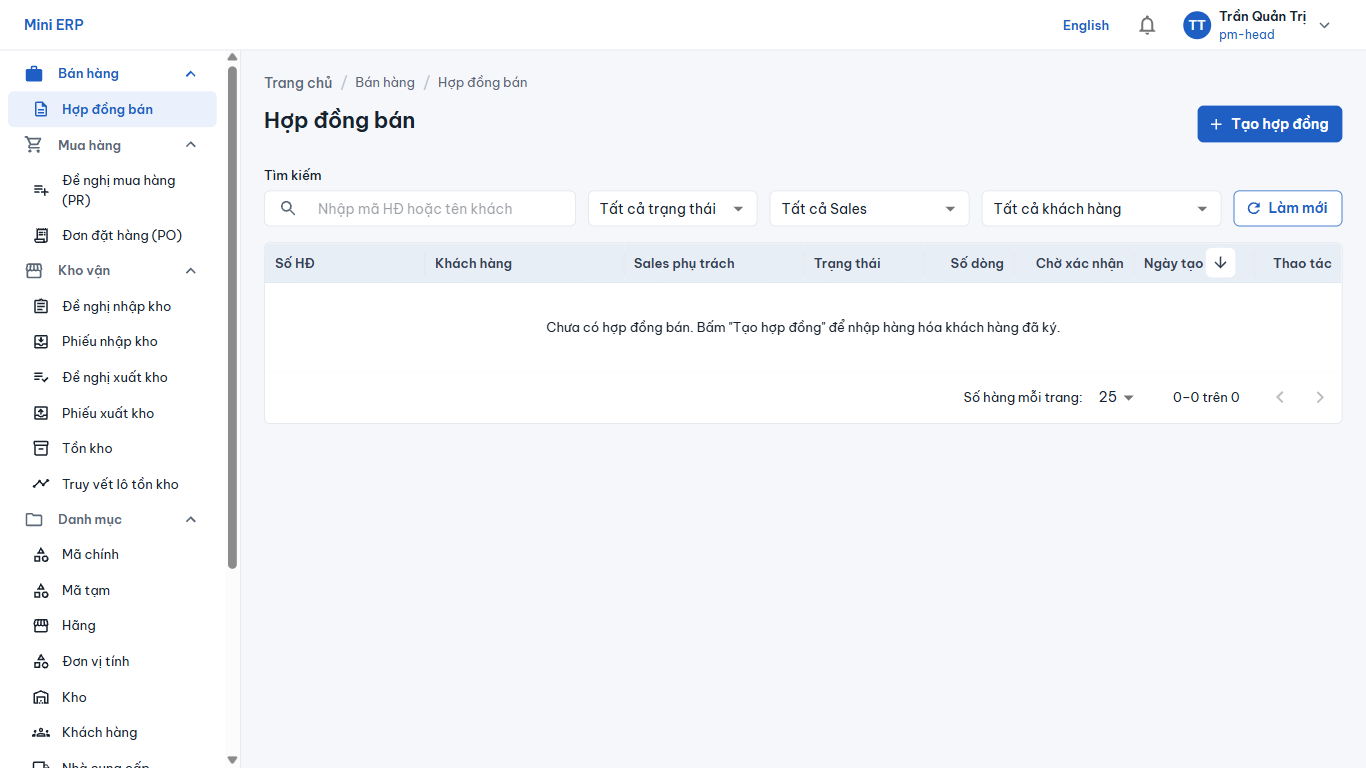 Mini ERP
English
TT
Trần Quản Trị
pm-head
Bán hàng
Hợp đồng bán
Mua hàng
Đề nghị mua hàng
(PR)
Đơn đặt hàng (PO)
Kho vận
Đề nghị nhập kho
Phiếu nhập kho
Đề nghị xuất kho
Phiếu xuất kho
Tồn kho
Truy vết lô tồn kho
Danh mục
Mã chính
Mã tạm
Hãng
Đơn vị tính
Kho
Khách hàng
Nhà cung cấp
Trang chủ / Bán hàng / Hợp đồng bán
Hợp đồng bán
Tạo hợp đồng
Tìm kiếm
Nhập mã HĐ hoặc tên khách
Tất cả trạng thái
Tất cả Sales
Tất cả khách hàng
Làm mới
Số HĐ Khách hàng Sales phụ trách Trạng thái Số dòng Chờ xác nhận Ngày tạo Thao tác
Chưa có hợp đồng bán. Bấm "Tạo hợp đồng" để nhập hàng hóa khách hàng đã ký.
Số hàng mỗi trang: 25 0–0 trên 0